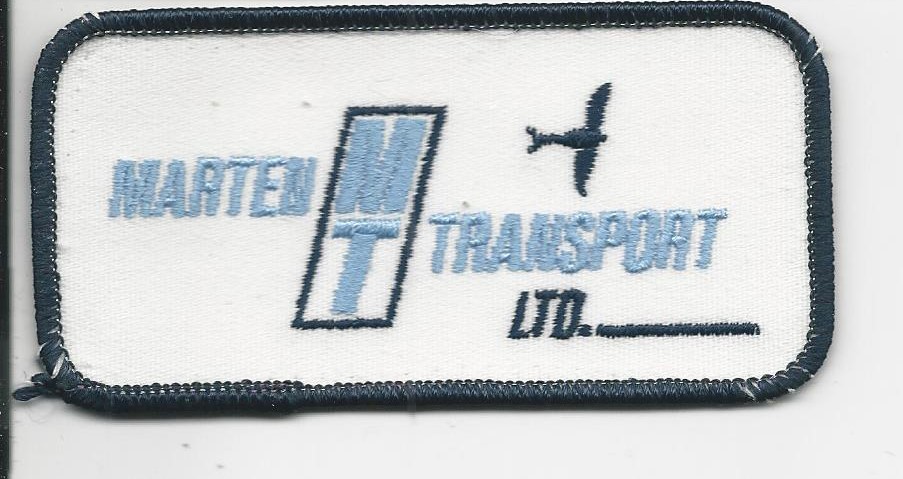 MARTEN
MT
TRANSPORT
LTD.